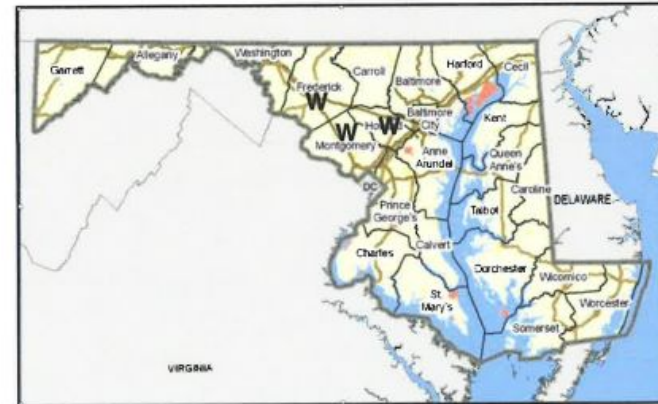 Garrett
Allegany
Washington
Frederick
Carroll
Baltimore
Harford
Cecil
W
W
W
Montgomery
Baltimore
City
Kent
Anne
Arundel
Queen
Anne's
DC
Caroline
Prince
George's
Talbot
DELAWARE
Charles
Calvert
Dorchester
St.
Mary's
Wicomico
Worcester
Somerset
VIRGINIA